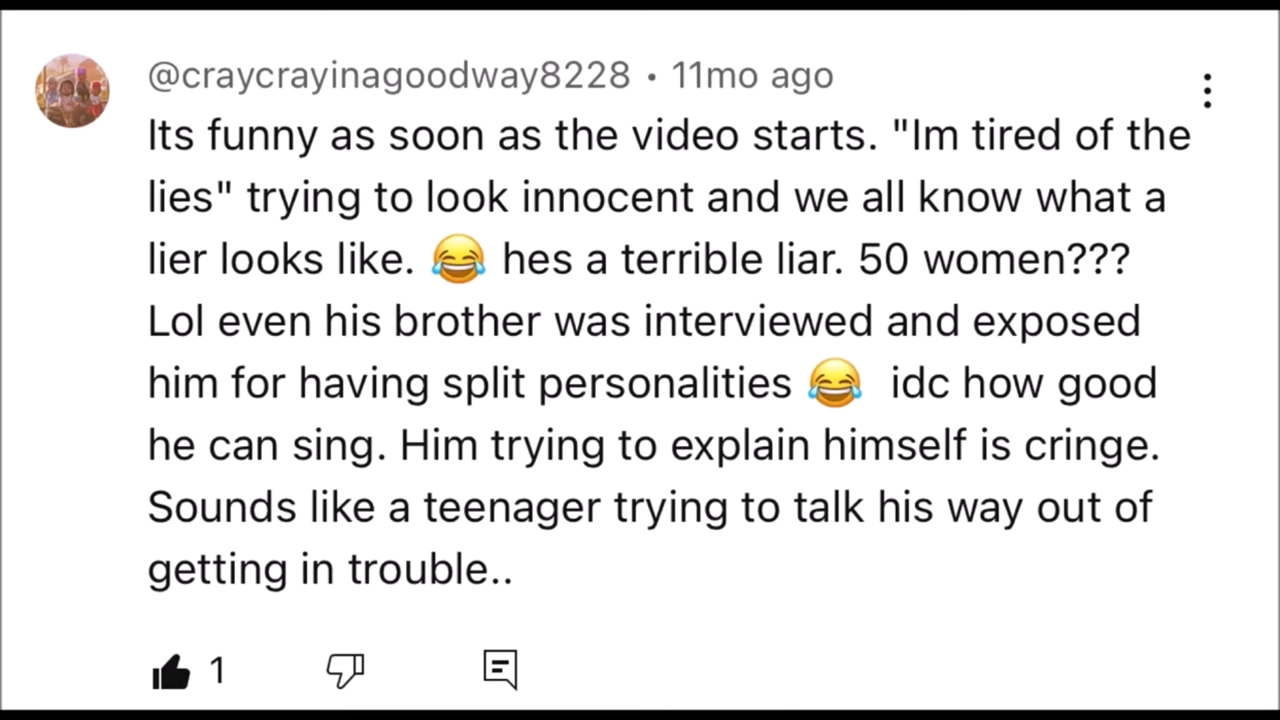 @craycrayinagoodway8228 • 11mo ago
Its funny as soon as the video starts. "Im tired of the
lies" trying to look innocent and we all know what a
lier looks like. 😂 hes a terrible liar. 50 women???
Lol even his brother was interviewed and exposed
him for having split personalities 😂 idc how good
he can sing. Him trying to explain himself is cringe.
Sounds like a teenager trying to talk his way out of
getting in trouble..
1